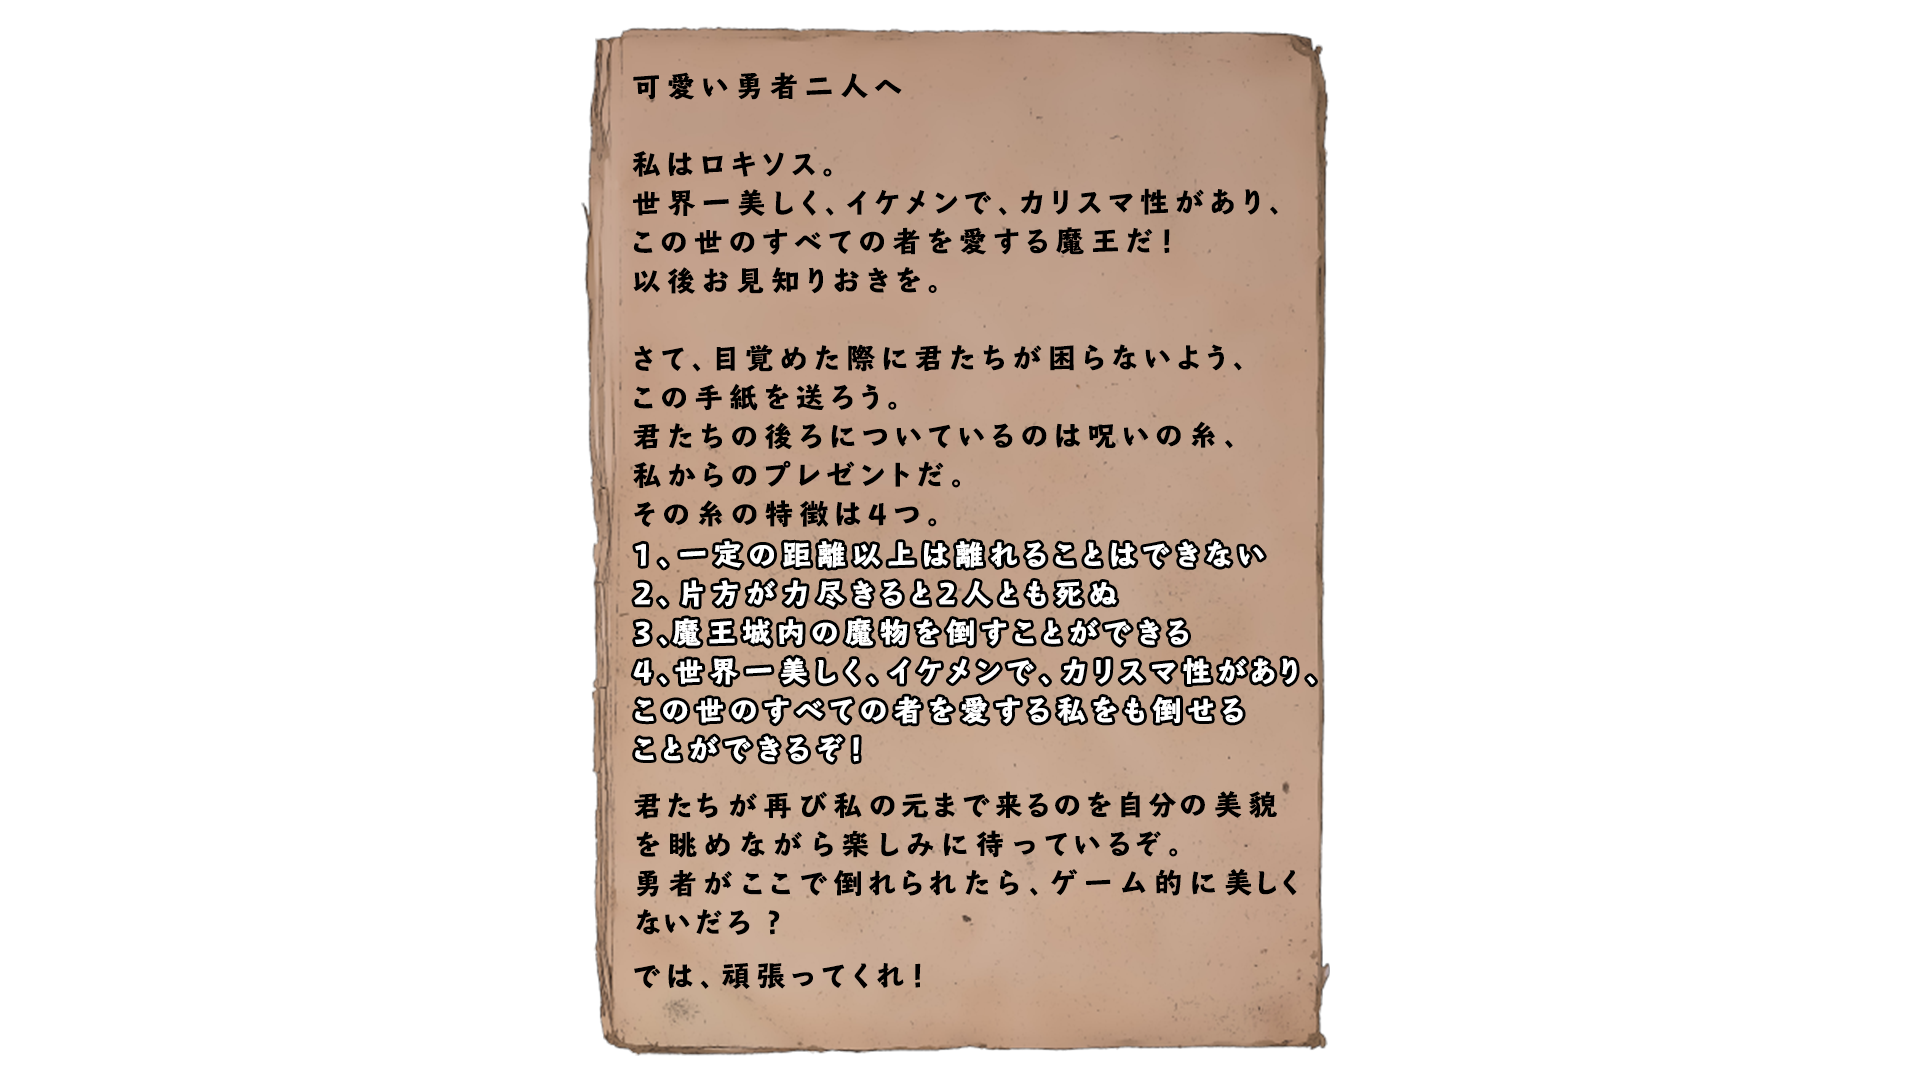 可愛い勇者二人へ
私はロキソス。
世界一美しく、イケメンで、カリスマ性があり、
この世のすべての者を愛する魔王だ！
以後お見知りおきを。
さて、目覚めた際に君たちが困らないよう、
この手紙を送ろう。
君たちの後ろについているのは呪いの糸、
私からのプレゼントだ。
その糸の特徴は4つ。
1、一定の距離以上は離れることはできない
2、片方が力尽きると2人とも死ぬ
3、魔王城内の魔物を倒すことができる
4、世界一美しく、イケメンで、カリスマ性があり、
この世のすべての者を愛する私をも倒せる
ことができるぞ！
君たちが再び私の元まで来るのを自分の美貌
を眺めながら楽しみに待っているぞ。
勇者がここで倒れられたら、ゲーム的に美しく
ないだろ？
では、頑張ってくれ！